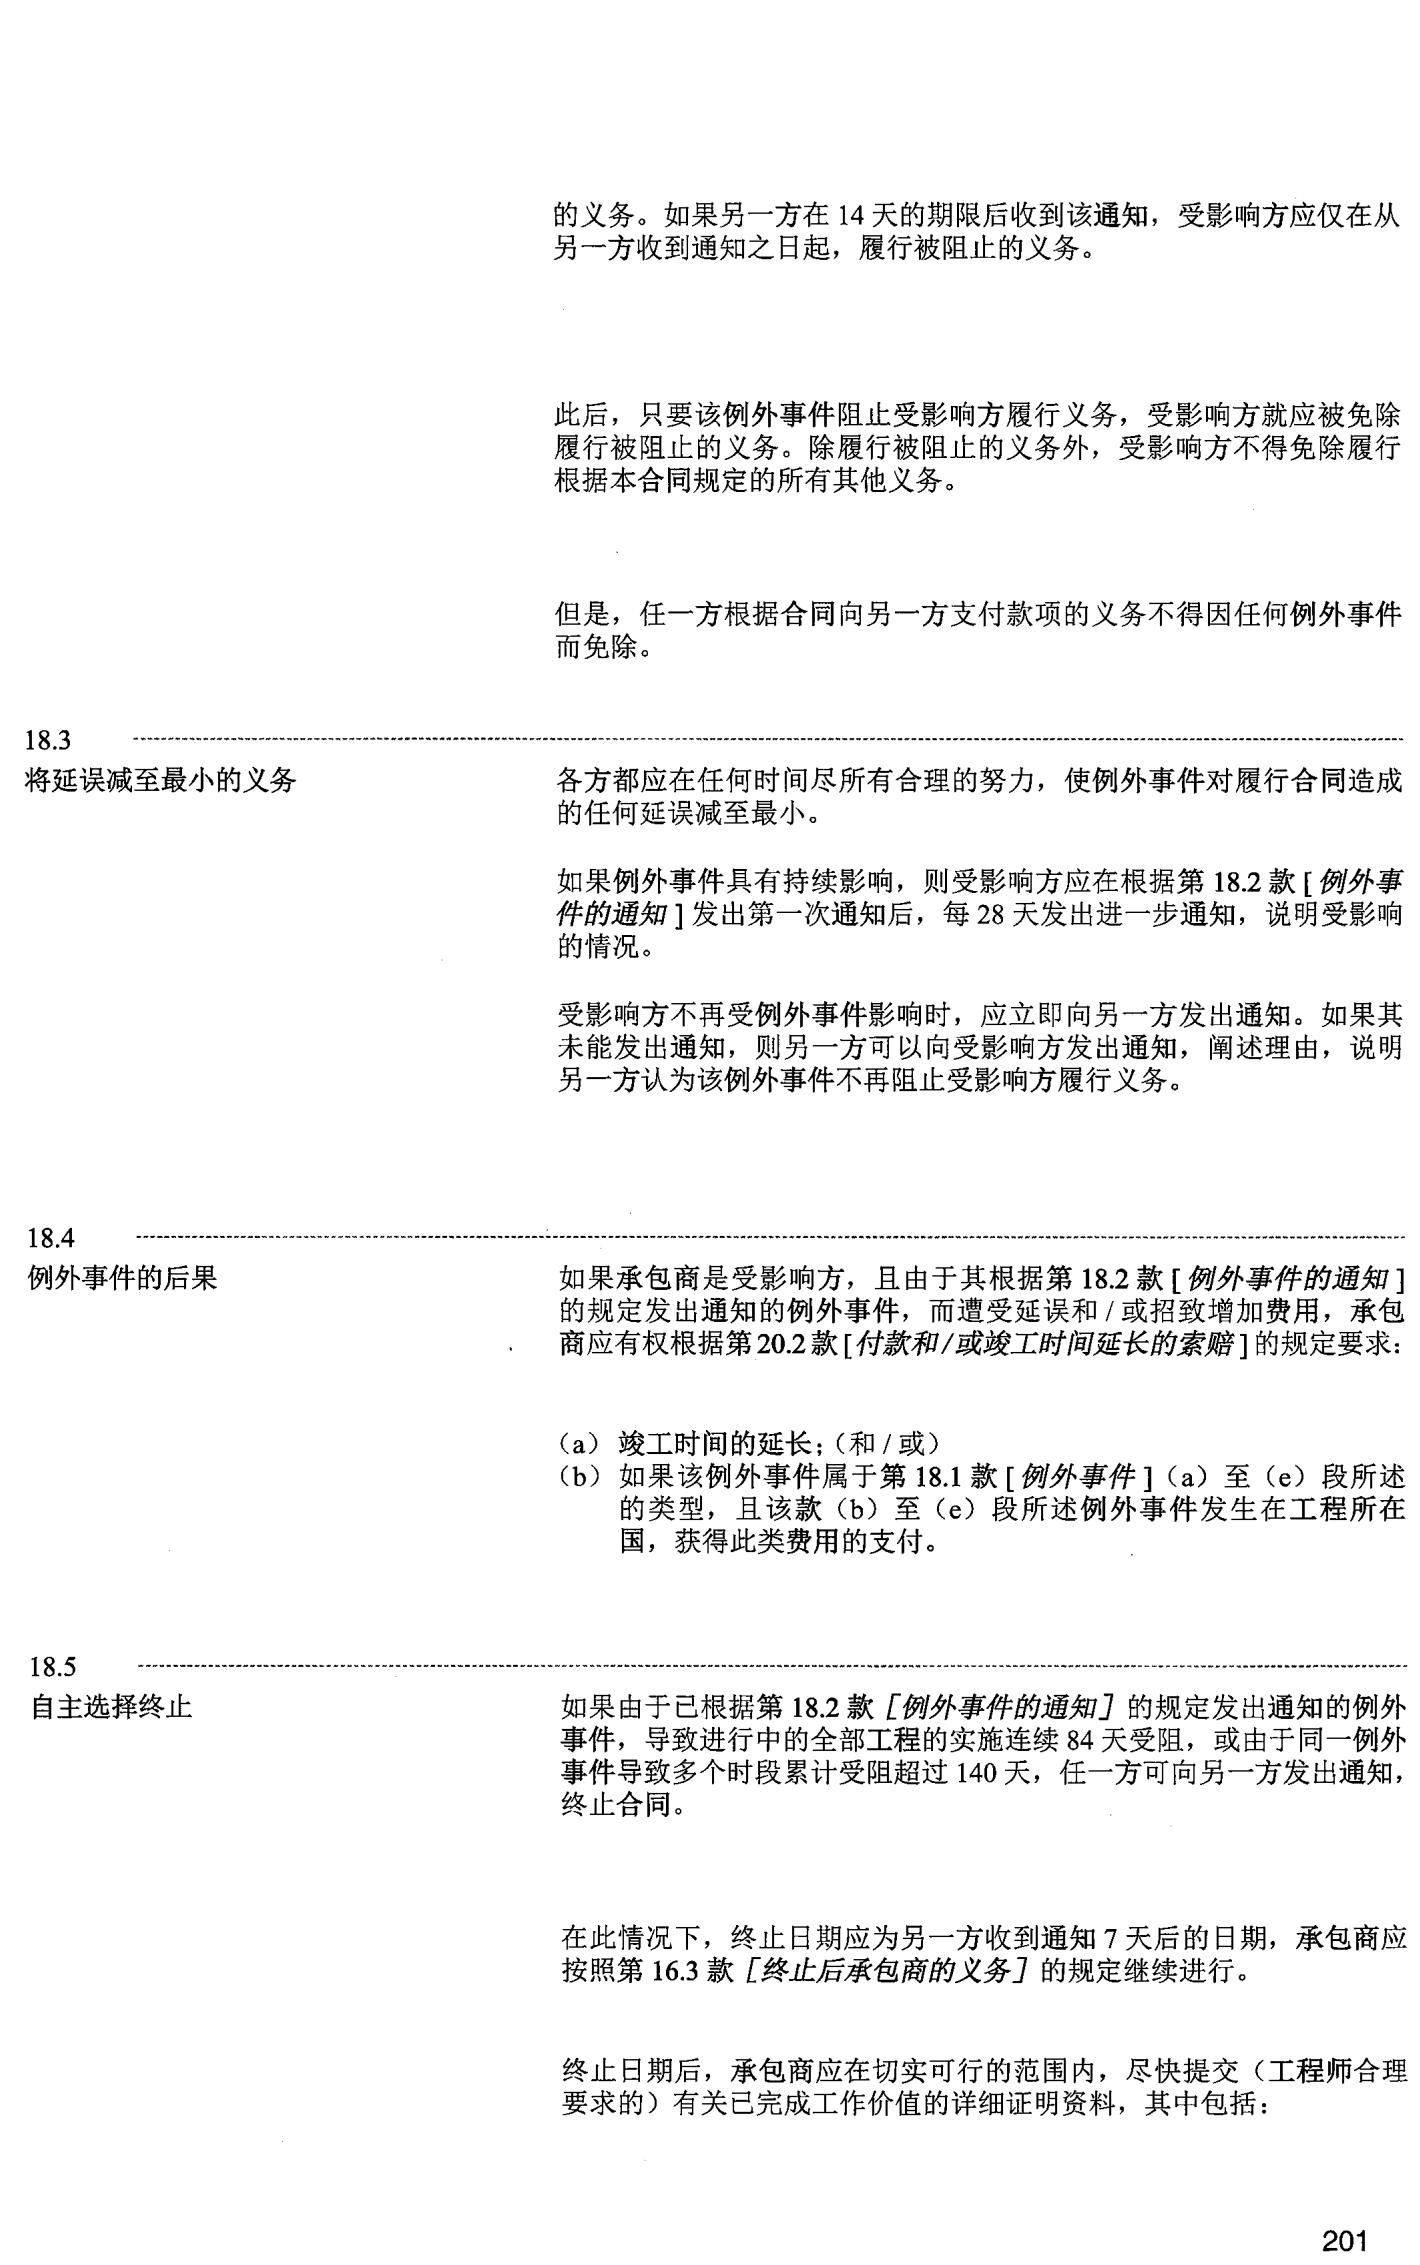 的义务。如果另一方在 14 天的期限后收到该通知，受影响方应仅在从
另一方收到通知之日起，履行被阻止的义务。
此后，只要该例外事件阻止受影响方履行义务，受影响方就应被免除
履行被阻止的义务。除履行被阻止的义务外，受影响方不得免除履行
根据本合同规定的所有其他义务。
但是，任一方根据合同向另一方支付款项的义务不得因任何例外事件
而免除。
18.3
将延误减至最小的义务
各方都应在任何时间尽所有合理的努力，使例外事件对履行合同造成
的任何延误减至最小。
如果例外事件具有持续影响，则受影响方应在根据第 18.2 款 [ 例外事
件的通知 ] 发出第一次通知后，每 28 天发出进一步通知，说明受影响
的情况。
受影响方不再受例外事件影响时，应立即向另一方发出通知。如果其
未能发出通知，则另一方可以向受影响方发出通知，阐述理由，说明
另一方认为该例外事件不再阻止受影响方履行义务。
18.4
例外事件的后果
如果承包商是受影响方，且由于其根据第 18.2 款 [ 例外事件的通知 ]
的规定发出通知的例外事件，而遭受延误和 / 或招致增加费用，承包
商应有权根据第 20.2 款 [ 付款和 / 或竣工时间延长的索赔 ] 的规定要求：
（a） 竣工时间的延长；（和 / 或）
（b） 如果该例外事件属于第 18.1 款 [ 例外事件 ]（a）至（e）段所述
的类型，且该款（b）至（e）段所述例外事件发生在工程所在
国，获得此类费用的支付。
18.5
自主选择终止
如果由于已根据第 18.2 款［例外事件的通知］的规定发出通知的例外
事件，导致进行中的全部工程的实施连续 84 天受阻，或由于同一例外
事件导致多个时段累计受阻超过 140 天，任一方可向另一方发出通知，
终止合同。
在此情况下，终止日期应为另一方收到通知 7 天后的日期，承包商应
按照第 16.3 款［终止后承包商的义务］的规定继续进行。
终止日期后，承包商应在切实可行的范围内，尽快提交（工程师合理
要求的）有关已完成工作价值的详细证明资料，其中包括：
201